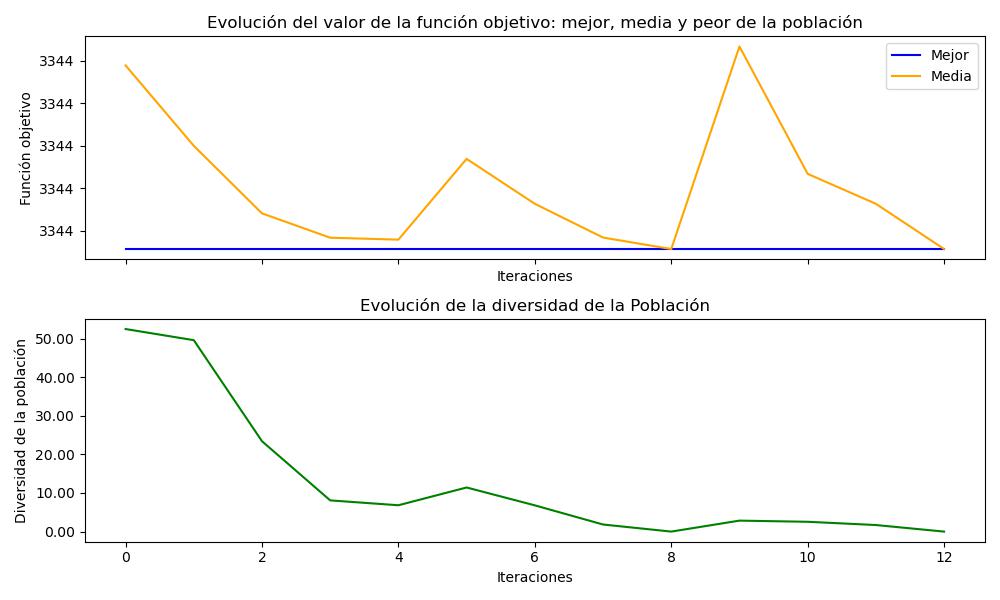 Evolución del valor de la función objetivo: mejor, media y peor de la población
Función objetivo
3344
3344
3344
3344
3344
Mejor
Media
Iteraciones
Evolución de la diversidad de la Población
Diversidad de la población
50.00
40.00
30.00
20.00
10.00
0.00
0 2 4 6 8 10 12
Iteraciones